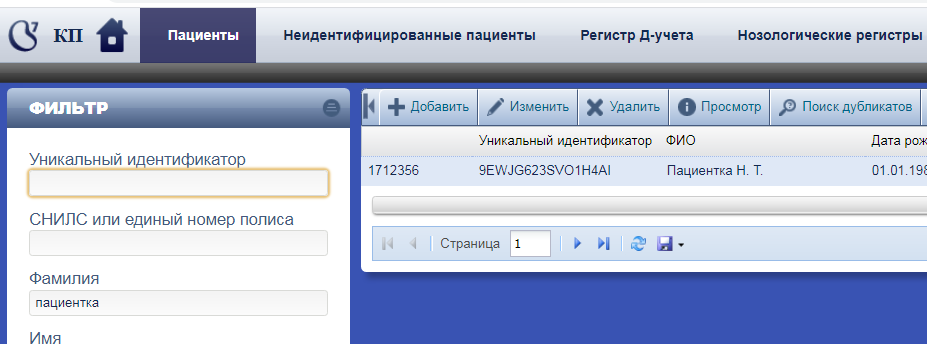 КП Пациенты Неидентифицированные пациенты Регистр Д-учета Нозологические регистры
ФИЛЬТР
Уникальный идентификатор
СНИЛС или единый номер полиса
Фамилия
пациентка
Имя
Добавить Изменить Удалить Просмотр Поиск дубликатов
Уникальный идентификатор ФИО Дата рож
1712356 9EWJG623SVO1H4AI Пациентка Н. Т. 01.01.198
Страница 1